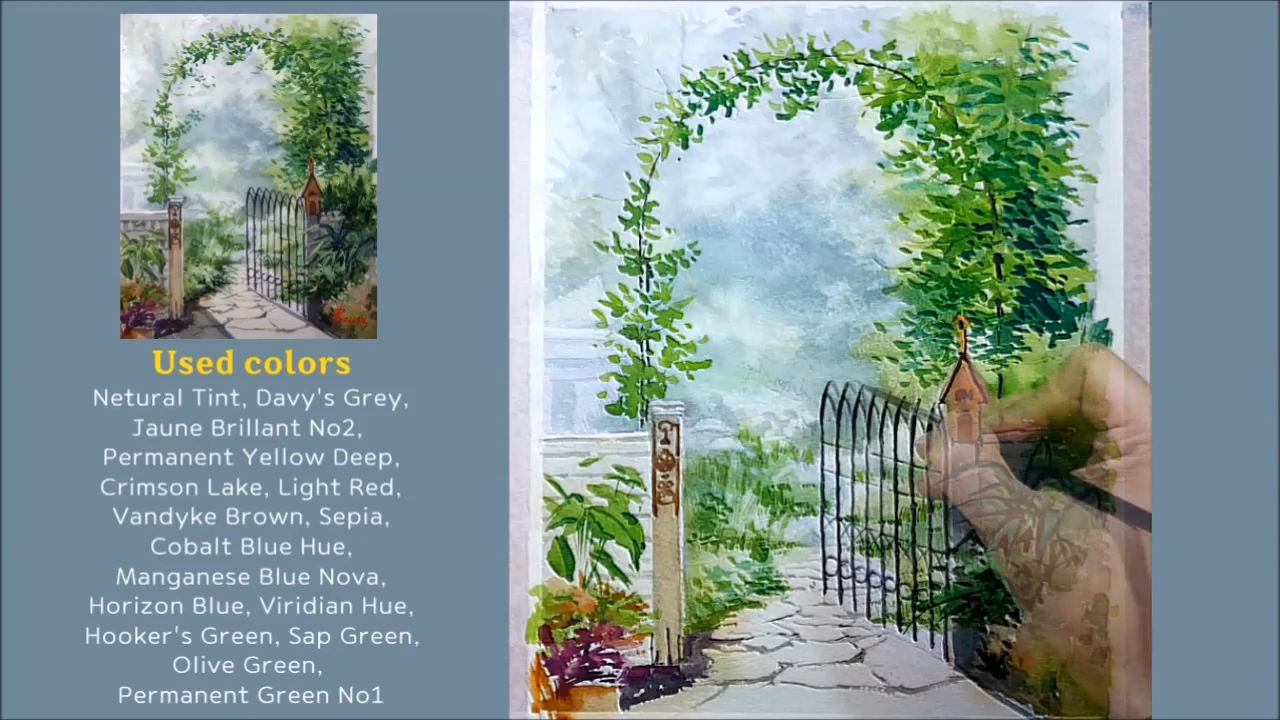 Used colors
Netural Tint, Davy's Grey,
Jaune Brillant No2,
Permanent Yellow Deep,
Crimson Lake, Light Red,
Vandyke Brown, Sepia,
Cobalt Blue Hue,
Manganese Blue Nova,
Horizon Blue, Viridian Hue,
Hooker's Green, Sap Green,
Olive Green,
Permanent Green No1